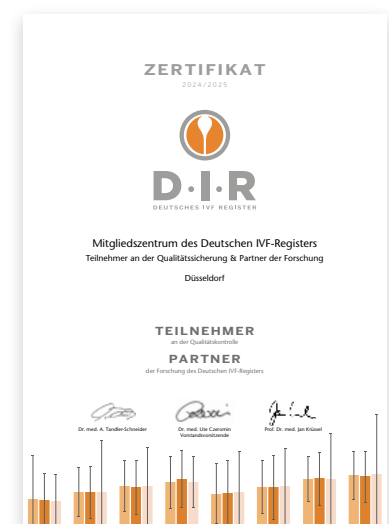 ZERTIFIKAT
2024/2025
D·I·R
DEUTSCHES IVF REGISTER
Mitgliedszentrum des Deutschen IVF-Registers
Teilnehmer an der Qualitätssicherung & Partner der Forschung
Düsseldorf
TEILNEHMER
an der Qualitätskontrolle
PARTNER
der Forschung des Deutschen IVF-Registers
Dr. med. A. Tandler-Schneider
Dr. med. Ute Czeromin
Vorstandsvorsitzende
Prof. Dr. med. Jan Krüssel